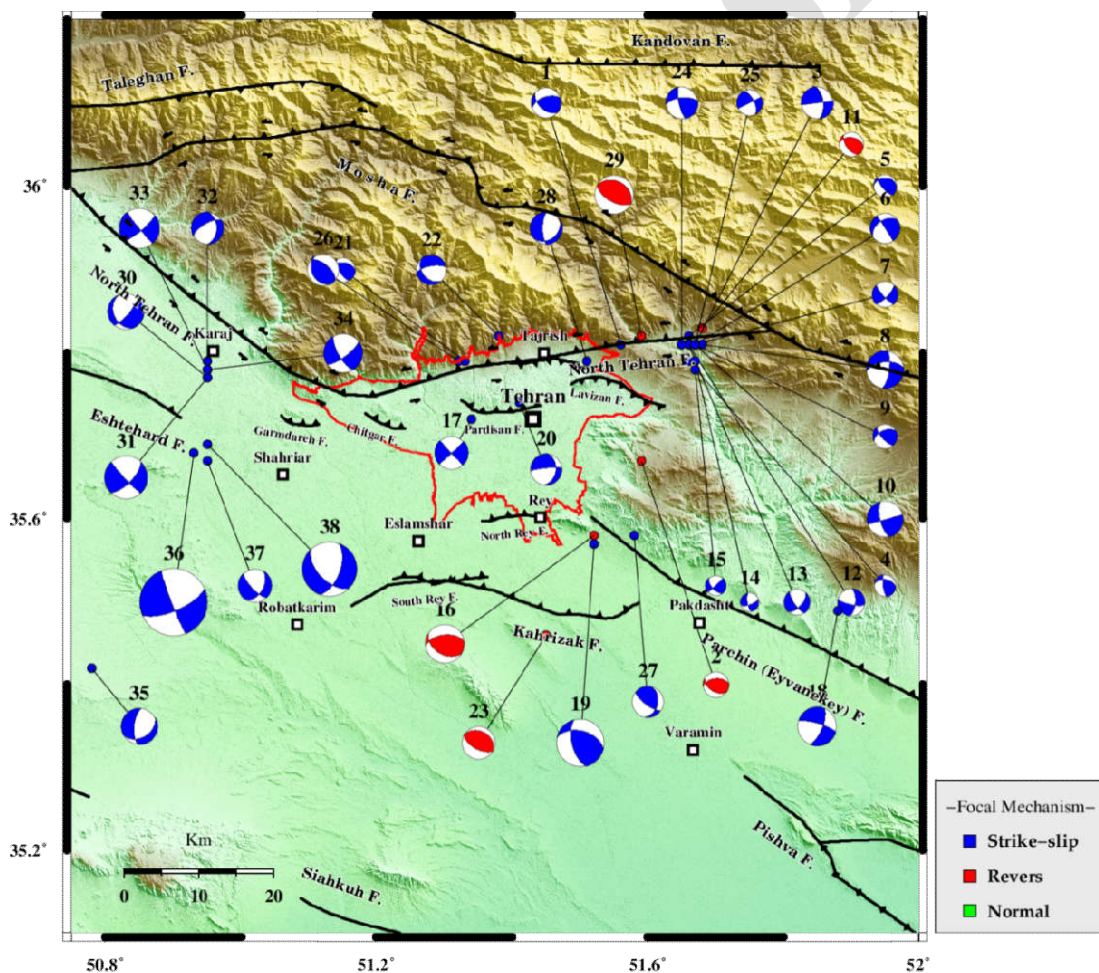 Kandovan F.
Taleghan F.
1
24
25
3
11
29
5
36°
Mosha F.
33
32
28
6
26
21
22
7
30
North Tehran F.
34
8
Karaj
Tajrish
North Tehran F.
Tehran
Lavizan F.
9
17
Pardisan F.
Eshtehard F.
Garmdareh F.
Chitgar F.
20
31
Shahriar
10
35.6°
Rey
Eslamshar
North Rey F.
38
36
37
15
14
13
12
4
Robatkarim
South Rey F.
Pakdasht
16
Kahrizak F.
Parchin (Eyvanekey) F.
2
27
18
35
23
19
Varamin
–Focal Mechanism–
Strike–slip
Revers
Normal
Km
Pishva F.
35.2°
0 10 20
Siahkuh F.
50.8°
51.2°
51.6°
52°